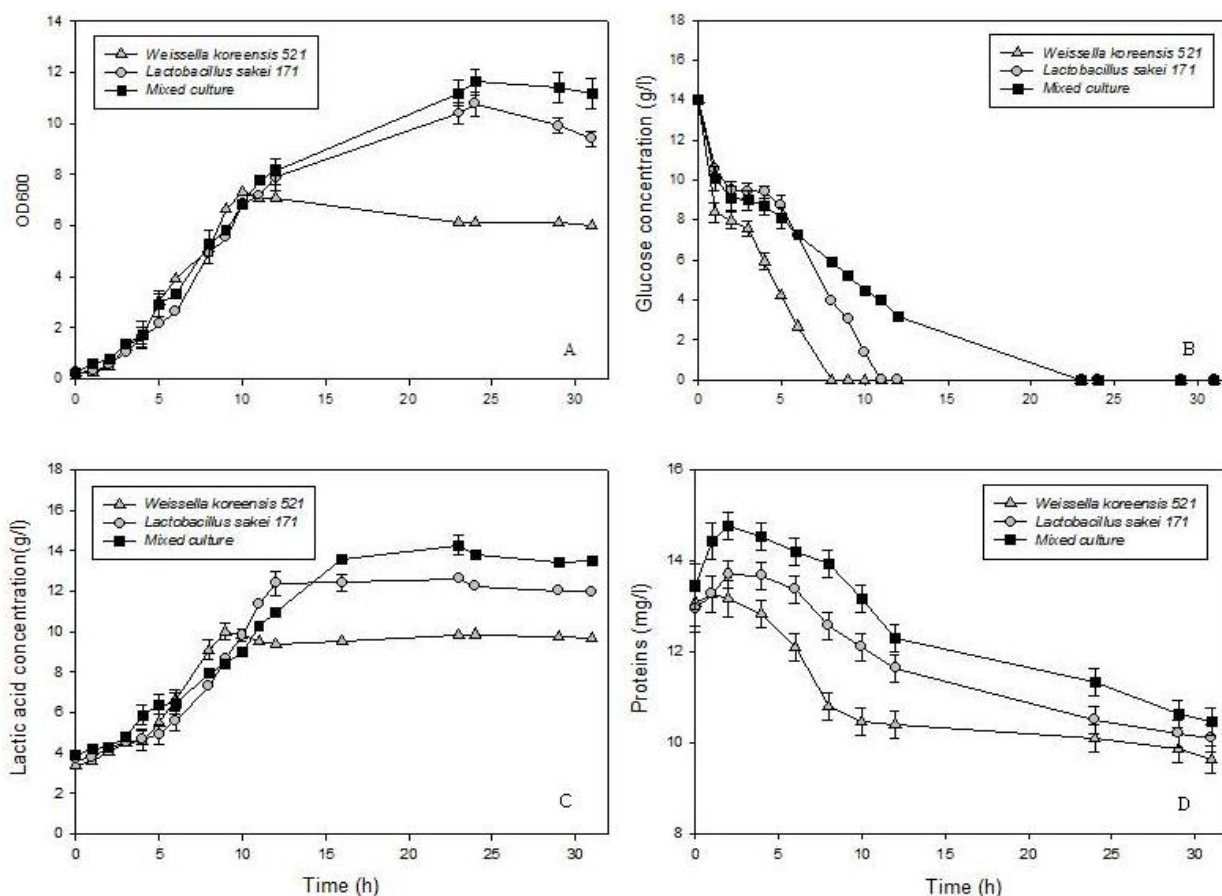 14
12
10
8
6
4
2
0
OD600
Weissella koreensis 521
Lactobacillus sakei 171
Mixed culture
A
0 5 10 15 20 25 30
18
16
14
12
10
8
6
4
2
0
Glucose concentration (g/l)
Weissella koreensis 521
Lactobacillus sakei 171
Mixed culture
B
0 5 10 15 20 25 30
18
16
14
12
10
8
6
4
2
0
Lactic acid concentration(g/l)
Weissella koreensis 521
Lactobacillus sakei 171
Mixed culture
C
0 5 10 15 20 25 30
Time (h)
16
14
12
10
8
Proteins (mg/l)
Weissella koreensis 521
Lactobacillus sakei 171
Mixed culture
D
0 5 10 15 20 25 30
Time (h)